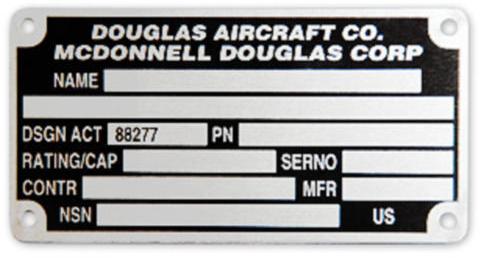 DOUGLAS AIRCRAFT CO.
MCDONNELL DOUGLAS CORP
NAME
DSGN ACT 88277 PN
RATING/CAP SERNO
CONTR MFR
NSN US